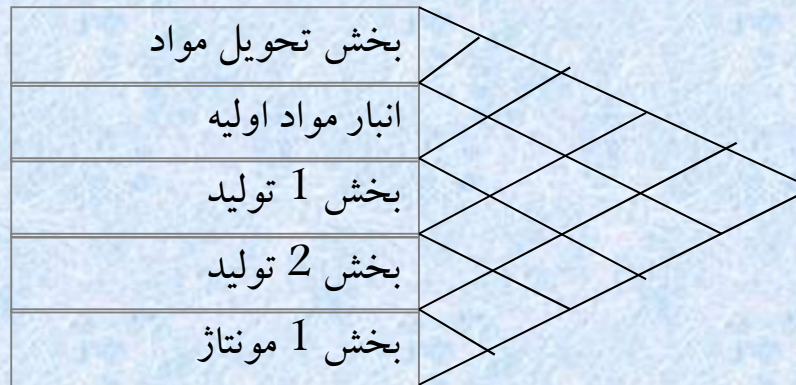 بخش تحویل مواد
انبار مواد اولیه
بخش 1 تولید
بخش 2 تولید
بخش 1 مونتاژ